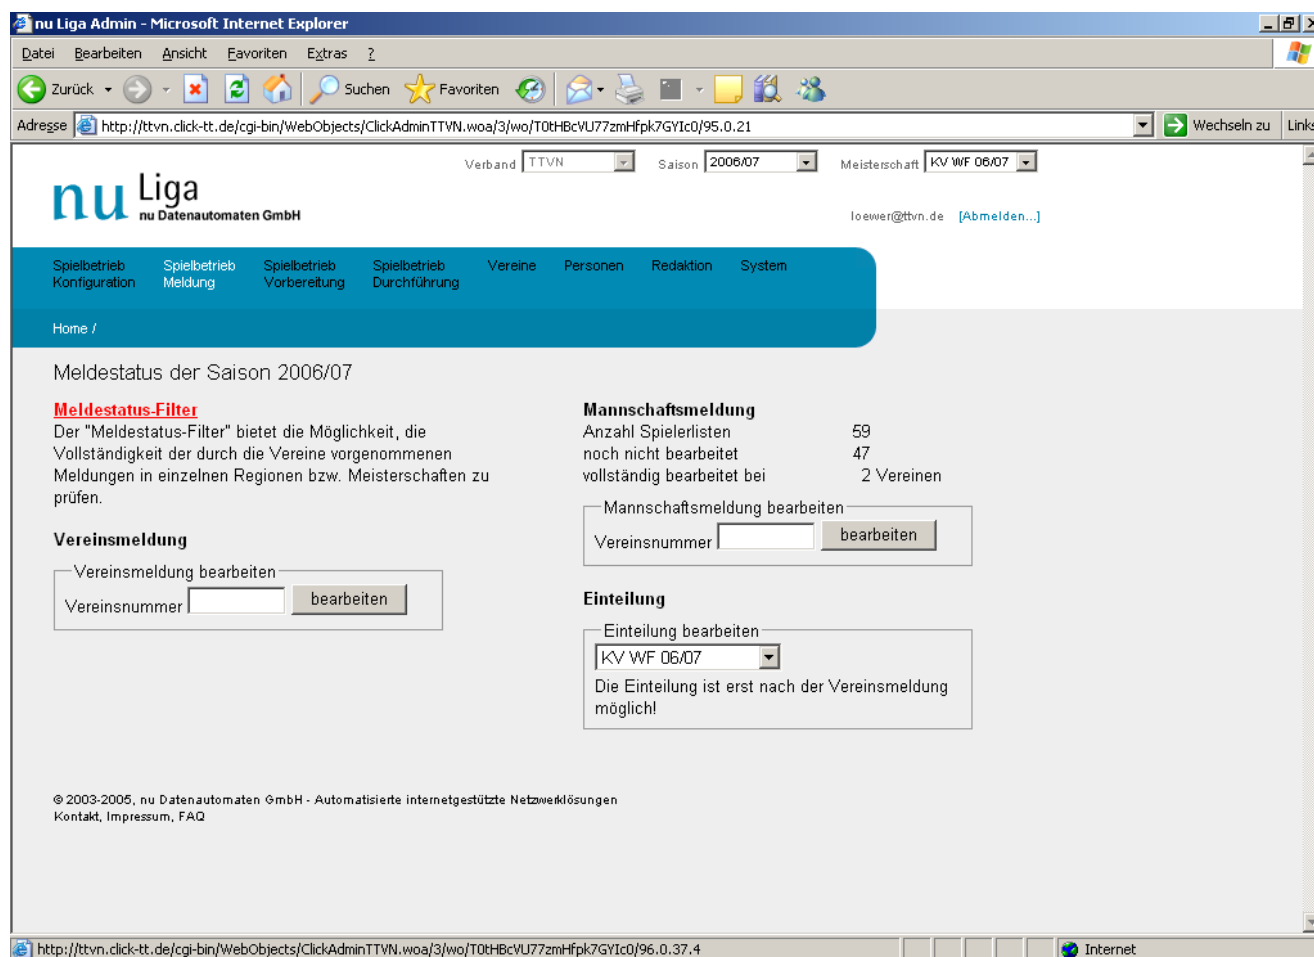 nu Liga Admin - Microsoft Internet Explorer
Datei Bearbeiten Ansicht Favoriten Extras ?
Zurück Suchen Favoriten
Adresse http://ttvn.click-tt.de/cgi-bin/WebObjects/ClickAdminTTVN.woa/3/wo/T0tHBcVU77zmHfpk7GYIc0/95.0.21 Wechseln zu Links
Verband TTVN Saison 2006/07 Meisterschaft KV WF 06/07
nu Liga
nu Datenautomaten GmbH
loewer@ttvn.de [Abmelden...]
Spielbetrieb Konfiguration
Spielbetrieb Meldung
Spielbetrieb Vorbereitung
Spielbetrieb Durchführung
Vereine Personen Redaktion System
Home /
Meldestatus der Saison 2006/07
Meldestatus-Filter
Der "Meldestatus-Filter" bietet die Möglichkeit, die
Vollständigkeit der durch die Vereine vorgenommenen
Meldungen in einzelnen Regionen bzw. Meisterschaften zu
prüfen.
Vereinsmeldung
Vereinsmeldung bearbeiten
Vereinsnummer bearbeiten
Mannschaftsmeldung
Anzahl Spielerlisten 59
noch nicht bearbeitet 47
vollständig bearbeitet bei 2 Vereinen
Mannschaftsmeldung bearbeiten
Vereinsnummer bearbeiten
Einteilung
Einteilung bearbeiten
KV WF 06/07
Die Einteilung ist erst nach der Vereinsmeldung
möglich!
© 2003-2005, nu Datenautomaten GmbH - Automatisierte internetgestützte Netzwerklösungen
Kontakt, Impressum, FAQ
http://ttvn.click-tt.de/cgi-bin/WebObjects/ClickAdminTTVN.woa/3/wo/T0tHBcVU77zmHfpk7GYIc0/96.0.37.4 Internet